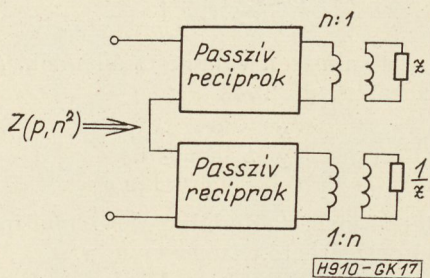 n:1
Passzív
reciprok
z
Z(p,n²)
Passzív
reciprok
1/z
1:n
H910-GK17